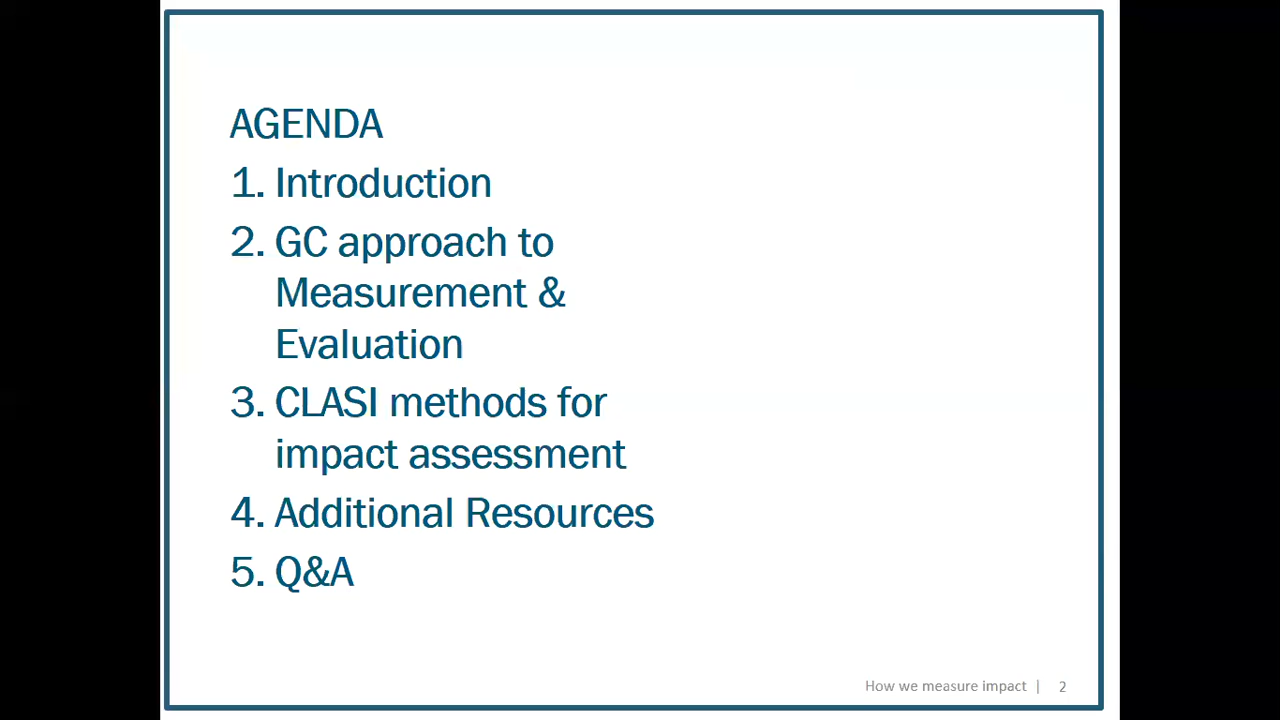 AGENDA
1. Introduction
2. GC approach to
Measurement &
Evaluation
3. CLASI methods for
impact assessment
4. Additional Resources
5. Q&A
How we measure impact | 2